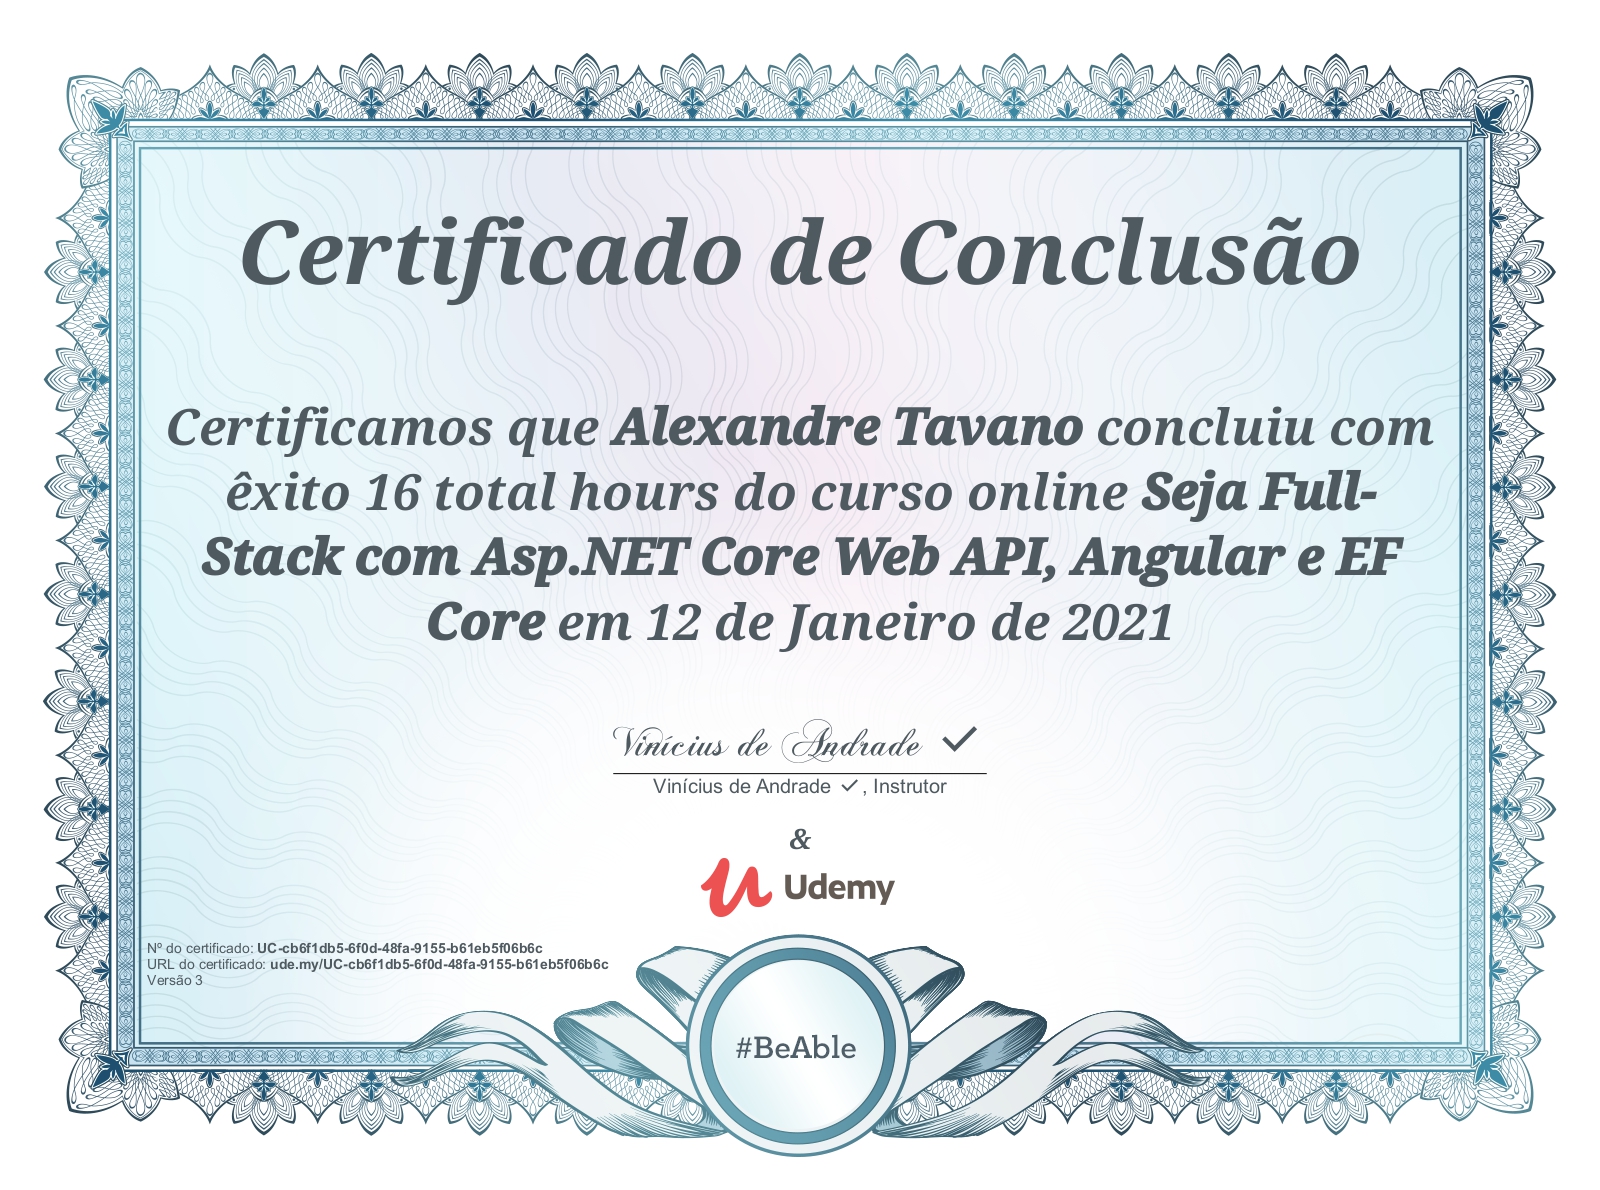 Certificado de Conclusão
Certificamos que Alexandre Tavano concluiu com
êxito 16 total hours do curso online Seja Full-
Stack com Asp.NET Core Web API, Angular e EF
Core em 12 de Janeiro de 2021
Vinícius de Andrade ✓
Vinícius de Andrade ✓, Instrutor
&
Udemy
Nº do certificado: UC-cb6f1db5-6f0d-48fa-9155-b61eb5f06b6c
URL do certificado: ude.my/UC-cb6f1db5-6f0d-48fa-9155-b61eb5f06b6c
Versão 3
#BeAble